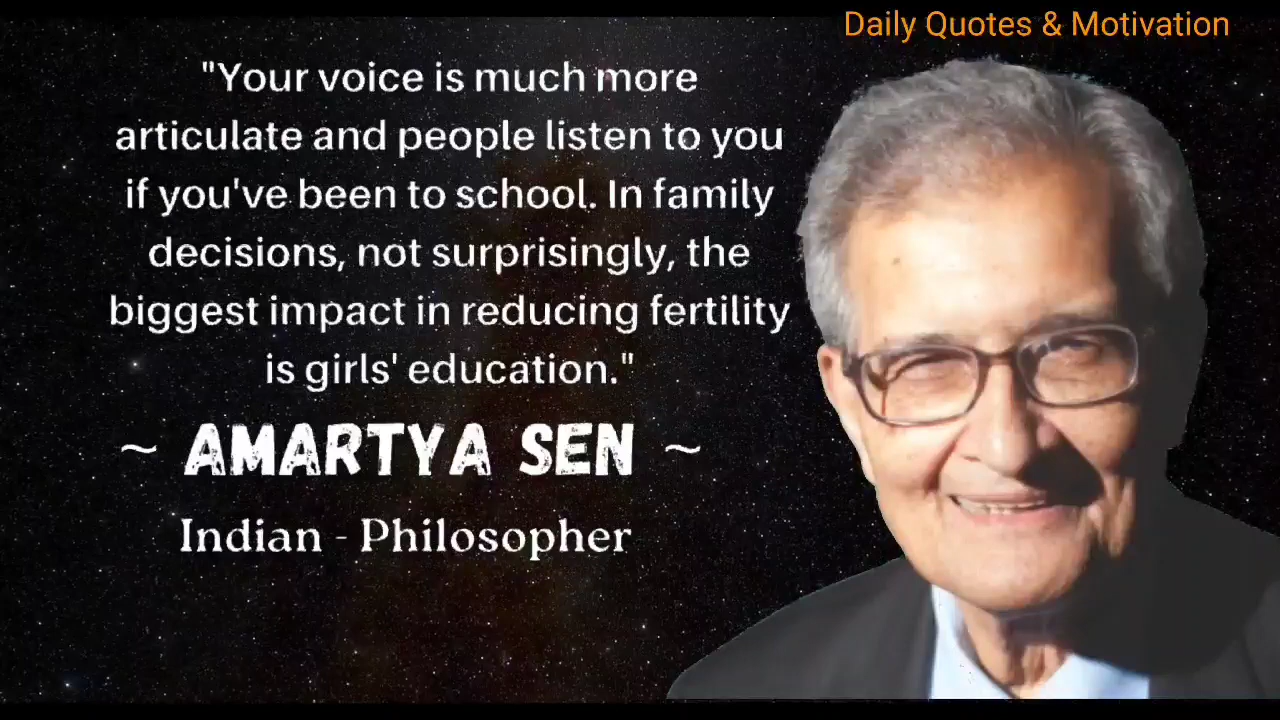 Daily Quotes & Motivation
"Your voice is much more
articulate and people listen to you
if you've been to school. In family
decisions, not surprisingly, the
biggest impact in reducing fertility
is girls' education."
~ AMARTYA SEN ~
Indian - Philosopher